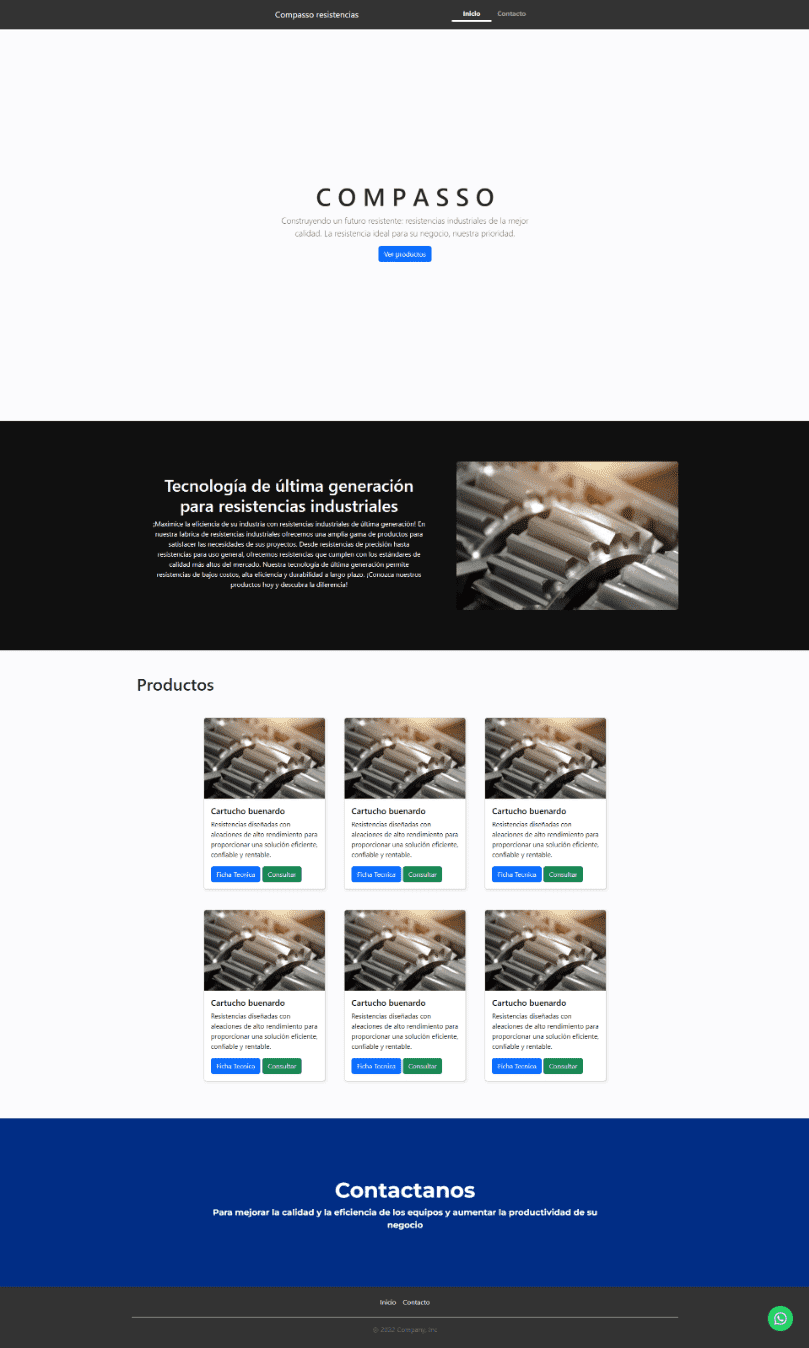 Compasso resistencias
Inicio Contacto
COMPASSO
Construyendo un futuro resistente: resistencias industriales de la mejor
calidad. La resistencia ideal para su negocio, nuestra prioridad.
Ver productos
Tecnología de última generación
para resistencias industriales
¡Maximice la eficiencia de su industria con resistencias industriales de última generación! En
nuestra fabrica de resistencias industriales ofrecemos una amplia gama de productos para
satisfacer las necesidades de sus proyectos. Desde resistencias de precisión hasta
resistencias para uso general, ofrecemos resistencias que cumplen con los estándares de
calidad más altos del mercado. Nuestra tecnología de última generación permite
resistencias de bajos costos, alta eficiencia y durabilidad a largo plazo. ¡Conozca nuestros
productos hoy y descubra la diferencia!
Productos
Cartucho buenardo
Resistencias diseñadas con
aleaciones de alto rendimiento para
proporcionar una solución eficiente,
confiable y rentable.
Ficha Tecnica Consultar
Cartucho buenardo
Resistencias diseñadas con
aleaciones de alto rendimiento para
proporcionar una solución eficiente,
confiable y rentable.
Ficha Tecnica Consultar
Cartucho buenardo
Resistencias diseñadas con
aleaciones de alto rendimiento para
proporcionar una solución eficiente,
confiable y rentable.
Ficha Tecnica Consultar
Cartucho buenardo
Resistencias diseñadas con
aleaciones de alto rendimiento para
proporcionar una solución eficiente,
confiable y rentable.
Ficha Tecnica Consultar
Cartucho buenardo
Resistencias diseñadas con
aleaciones de alto rendimiento para
proporcionar una solución eficiente,
confiable y rentable.
Ficha Tecnica Consultar
Cartucho buenardo
Resistencias diseñadas con
aleaciones de alto rendimiento para
proporcionar una solución eficiente,
confiable y rentable.
Ficha Tecnica Consultar
Contactanos
Para mejorar la calidad y la eficiencia de los equipos y aumentar la productividad de su
negocio
Inicio Contacto
© 2022 Company, Inc